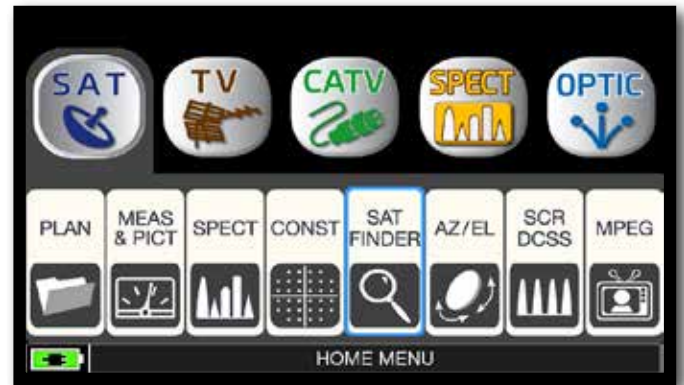 SAT
TV
CATV
SPECT
OPTIC
PLAN
MEAS
& PICT
SPECT
CONST
SAT
FINDER
AZ/EL
SCR
DCSS
MPEG
HOME MENU